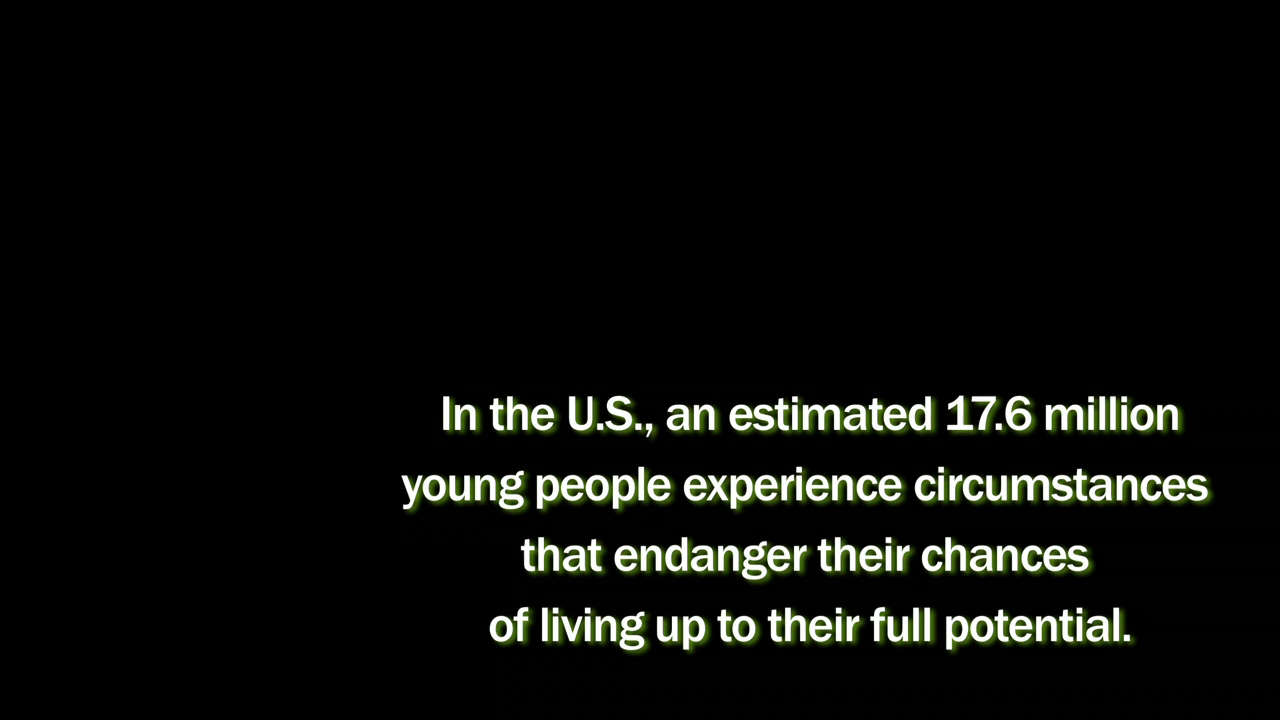 In the U.S., an estimated 17.6 million
young people experience circumstances
that endanger their chances
of living up to their full potential.